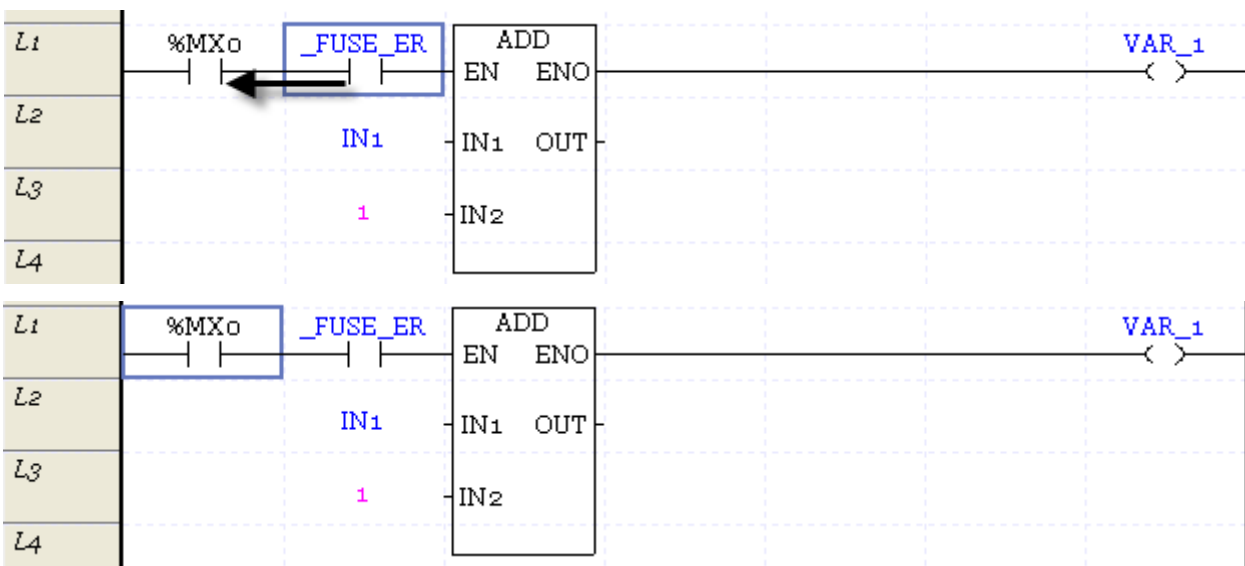 L1 %MX0 _FUSE_ER ADD VAR_1
EN ENO
L2
IN1 IN1 OUT
L3
1 IN2
L4
L1 %MX0 _FUSE_ER ADD VAR_1
EN ENO
L2
IN1 IN1 OUT
L3
1 IN2
L4